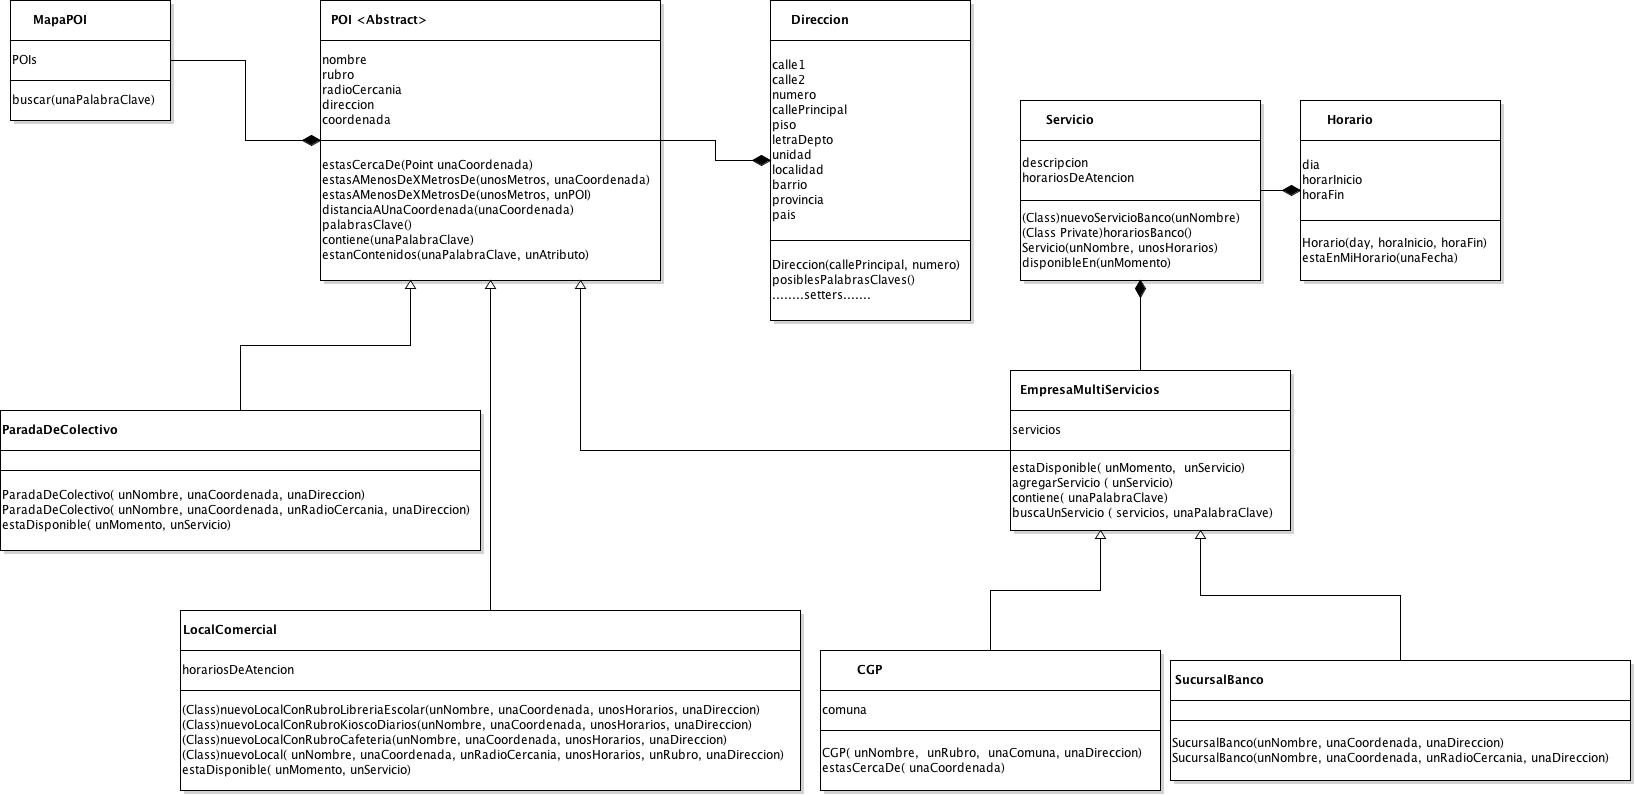 MapaPOI
POIs
buscar(unaPalabraClave)
POI <Abstract>
nombre
rubro
radioCercania
direccion
coordenada
estasCercaDe(Point unaCoordenada)
estasAMenosDeXMetrosDe(unosMetros, unaCoordenada)
estasAMenosDeXMetrosDe(unosMetros, unPOI)
distanciaAUnaCoordenada(unaCoordenada)
palabrasClave()
contiene(unaPalabraClave)
estanContenidos(unaPalabraClave, unAtributo)
Direccion
calle1
calle2
numero
callePrincipal
piso
letraDepto
unidad
localidad
barrio
provincia
pais
Direccion(callePrincipal, numero)
posiblesPalabrasClaves()
........setters.......
Servicio
descripcion
horariosDeAtencion
(Class)nuevoServicioBanco(unNombre)
(Class Private)horariosBanco()
Servicio(unNombre, unosHorarios)
disponibleEn(unMomento)
Horario
dia
horarInicio
horaFin
Horario(day, horaInicio, horaFin)
estaEnMiHorario(unaFecha)
ParadaDeColectivo
ParadaDeColectivo( unNombre, unaCoordenada, unaDireccion)
ParadaDeColectivo( unNombre, unaCoordenada, unRadioCercania, unaDireccion)
estaDisponible( unMomento, unServicio)
EmpresaMultiServicios
servicios
estaDisponible( unMomento,  unServicio)
agregarServicio ( unServicio)
contiene( unaPalabraClave)
buscaUnServicio ( servicios, unaPalabraClave)
LocalComercial
horariosDeAtencion
(Class)nuevoLocalConRubroLibreriaEscolar(unNombre, unaCoordenada, unosHorarios, unaDireccion)
(Class)nuevoLocalConRubroKioscoDiarios(unNombre, unaCoordenada, unosHorarios, unaDireccion)
(Class)nuevoLocalConRubroCafeteria(unNombre, unaCoordenada, unosHorarios, unaDireccion)
(Class)nuevoLocal( unNombre, unaCoordenada, unRadioCercania, unosHorarios, unRubro, unaDireccion)
estaDisponible( unMomento, unServicio)
CGP
comuna
CGP( unNombre,  unRubro,  unaComuna, unaDireccion)
estasCercaDe( unaCoordenada)
SucursalBanco
SucursalBanco(unNombre, unaCoordenada, unaDireccion)
SucursalBanco(unNombre, unaCoordenada, unRadioCercania, unaDireccion)